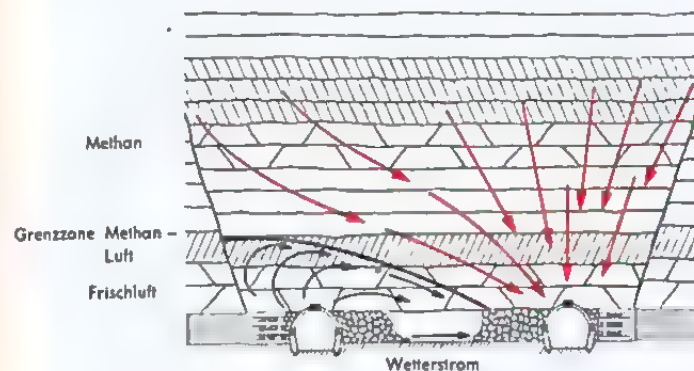 Methan
Grenzzone Methan –
Luft
Frischluft
Wetterstrom